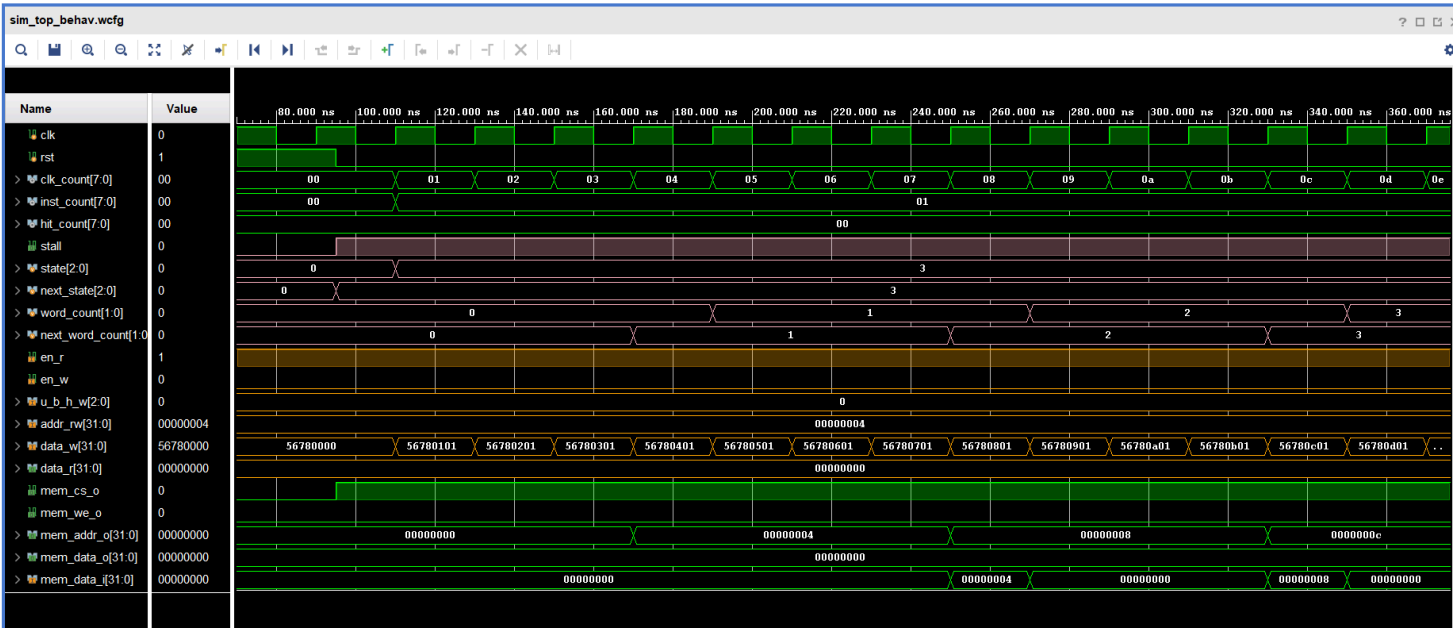 sim_top_behav.wcfg
?
Name Value
80.000 ns 100.000 ns 120.000 ns 140.000 ns 160.000 ns 180.000 ns 200.000 ns 220.000 ns 240.000 ns 260.000 ns 280.000 ns 300.000 ns 320.000 ns 340.000 ns 360.000 ns
clk 0
rst 1
> clk_count[7:0] 00 00 01 02 03 04 05 06 07 08 09 0a 0b 0c 0d 0e
> inst_count[7:0] 00 00 01
> hit_count[7:0] 00 00
stall 0
> state[2:0] 0 0 3
> next_state[2:0] 0 0 3
> word_count[1:0] 0 0 1 2 3
> next_word_count[1:0 0 0 1 2 3
en_r 1
en_w 0
> u_b_h_w[2:0] 0 0
> addr_rw[31:0] 00000004 00000004
> data_w[31:0] 56780000 56780000 56780101 56780201 56780301 56780401 56780501 56780601 56780701 56780801 56780901 56780a01 56780b01 56780c01 56780d01 ..
> data_r[31:0] 00000000 00000000
mem_cs_o 0
mem_we_o 0
> mem_addr_o[31:0] 00000000 00000000 00000004 00000008 0000000c
> mem_data_o[31:0] 00000000 00000000
> mem_data_i[31:0] 00000000 00000000 00000004 00000000 00000008 00000000